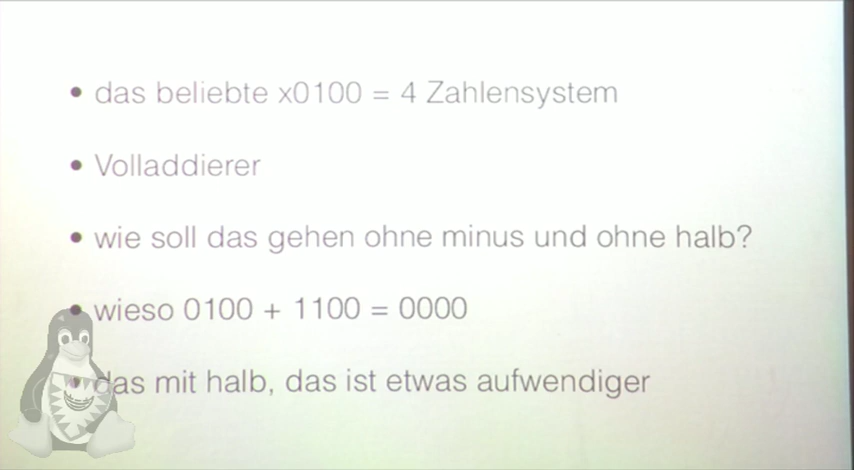 • das beliebte x0100 = 4 Zahlensystem
• Volladdierer
• wie soll das gehen ohne minus und ohne halb?
• wieso 0100 + 1100 = 0000
• das mit halb, das ist etwas aufwendiger